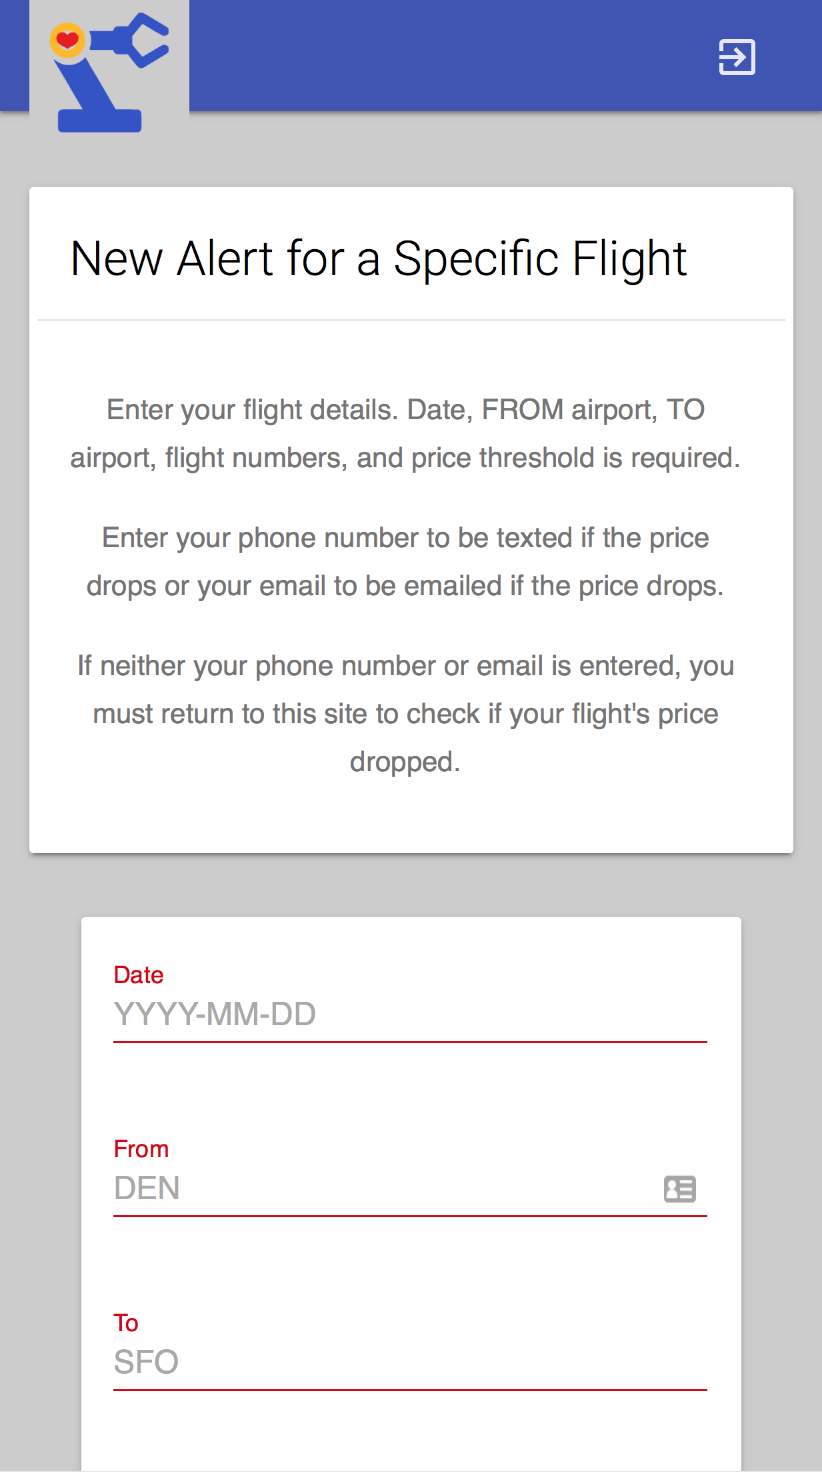 New Alert for a Specific Flight
Enter your flight details. Date, FROM airport, TO
airport, flight numbers, and price threshold is required.
Enter your phone number to be texted if the price
drops or your email to be emailed if the price drops.
If neither your phone number or email is entered, you
must return to this site to check if your flight's price
dropped.
Date
YYYY-MM-DD
From
DEN
To
SFO